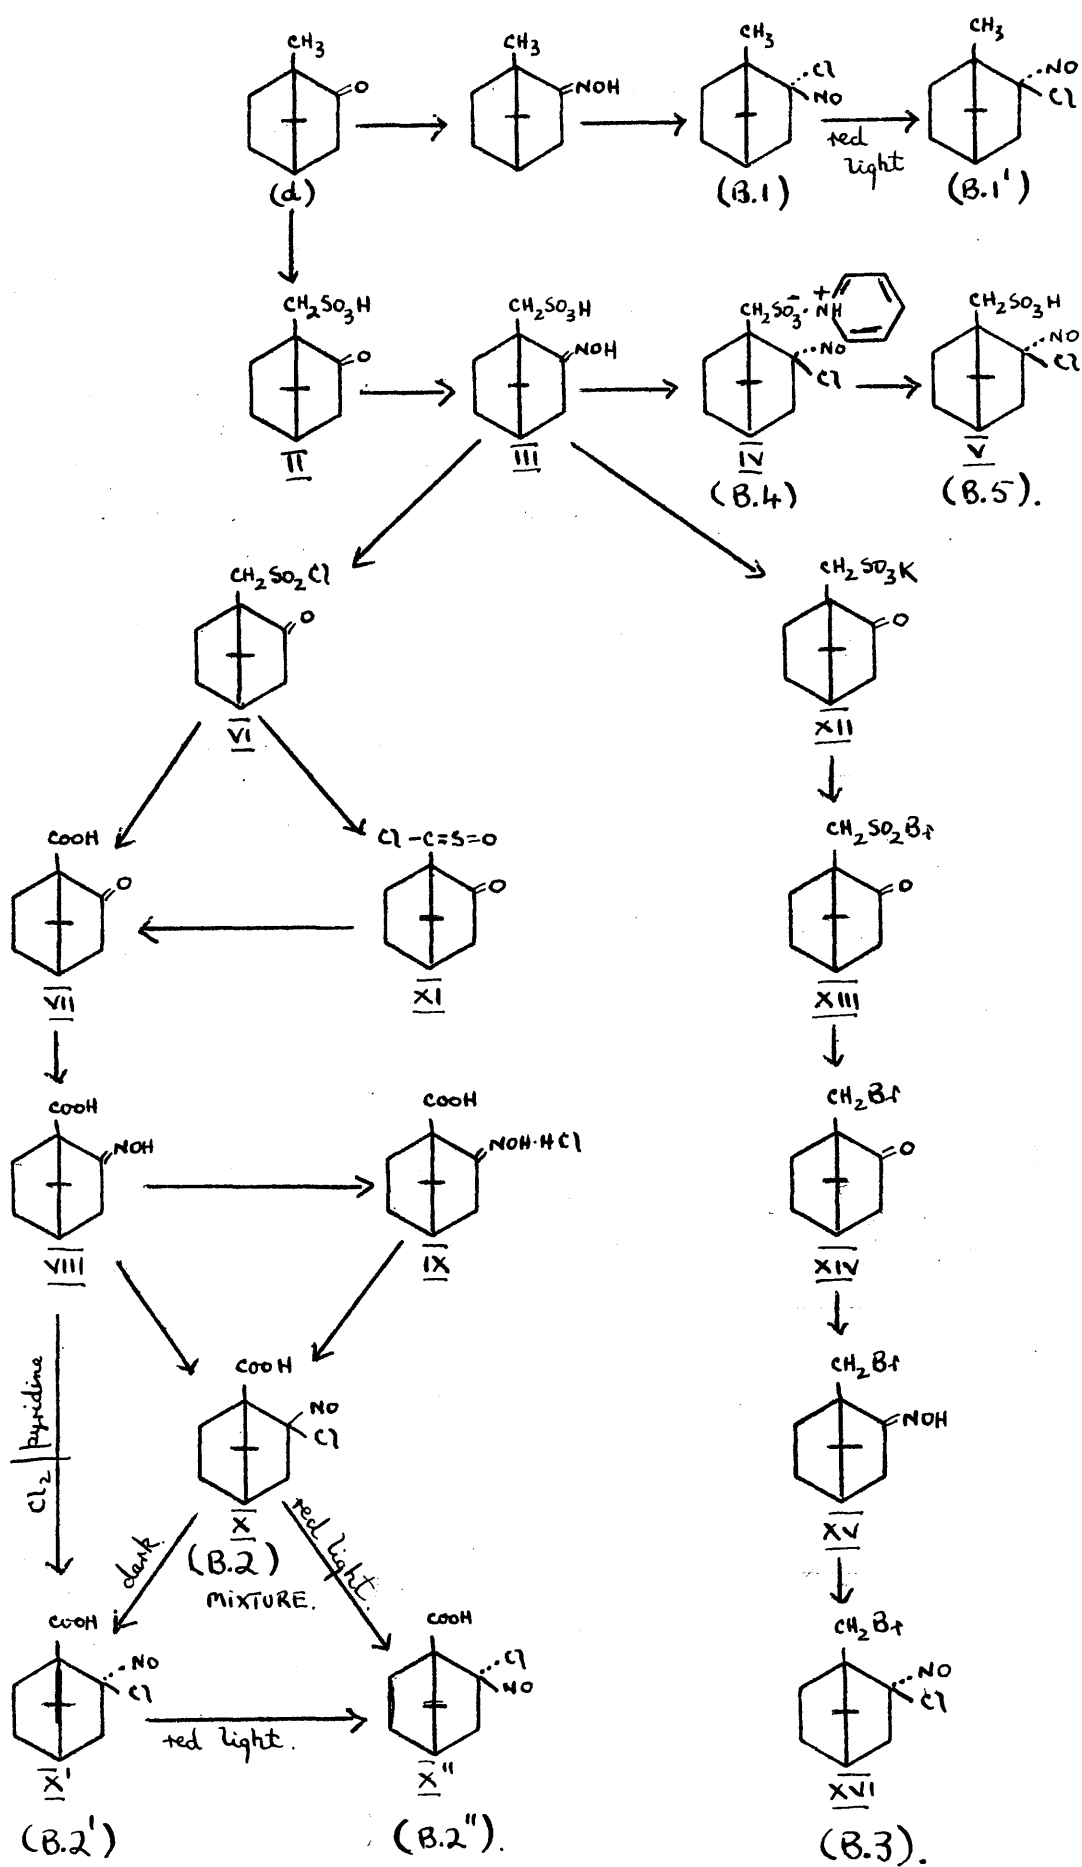 CH3 CH3 CH3 CH3
O NOH Cl NO NO Cl
red light
(d) (B.1) (B.1')
CH2SO3H CH2SO3H CH2SO3⁻·⁺NH CH2SO3H
O NOH NO Cl NO Cl
II III IV V
(B.4) (B.5).
CH2SO2Cl CH2SO3K
O O
VI XII
COOH Cl-C=S=O CH2SO2Br
O O O
VII XI XIII
COOH COOH CH2Br
NOH NOH·HCl O
VIII IX XIV
Cl2 / pyridine
COOH CH2Br
NO Cl NOH
X XV
(B.2)
MIXTURE.
dark.
red light.
COOH COOH CH2Br
NO Cl Cl NO NO Cl
red light.
X' X" XVI
(B.2') (B.2"). (B.3).